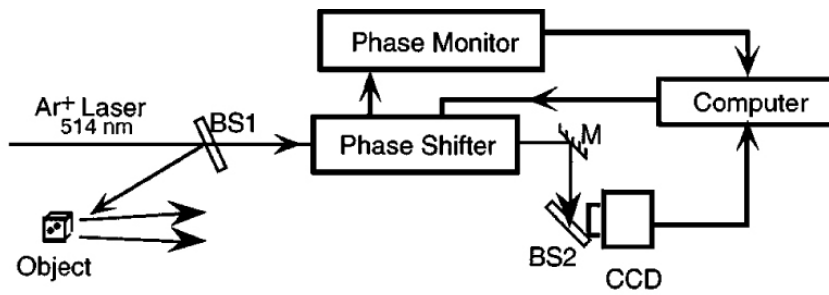 Phase Monitor
Ar+ Laser
514 nm
BS1
Computer
Phase Shifter
M
Object
BS2
CCD